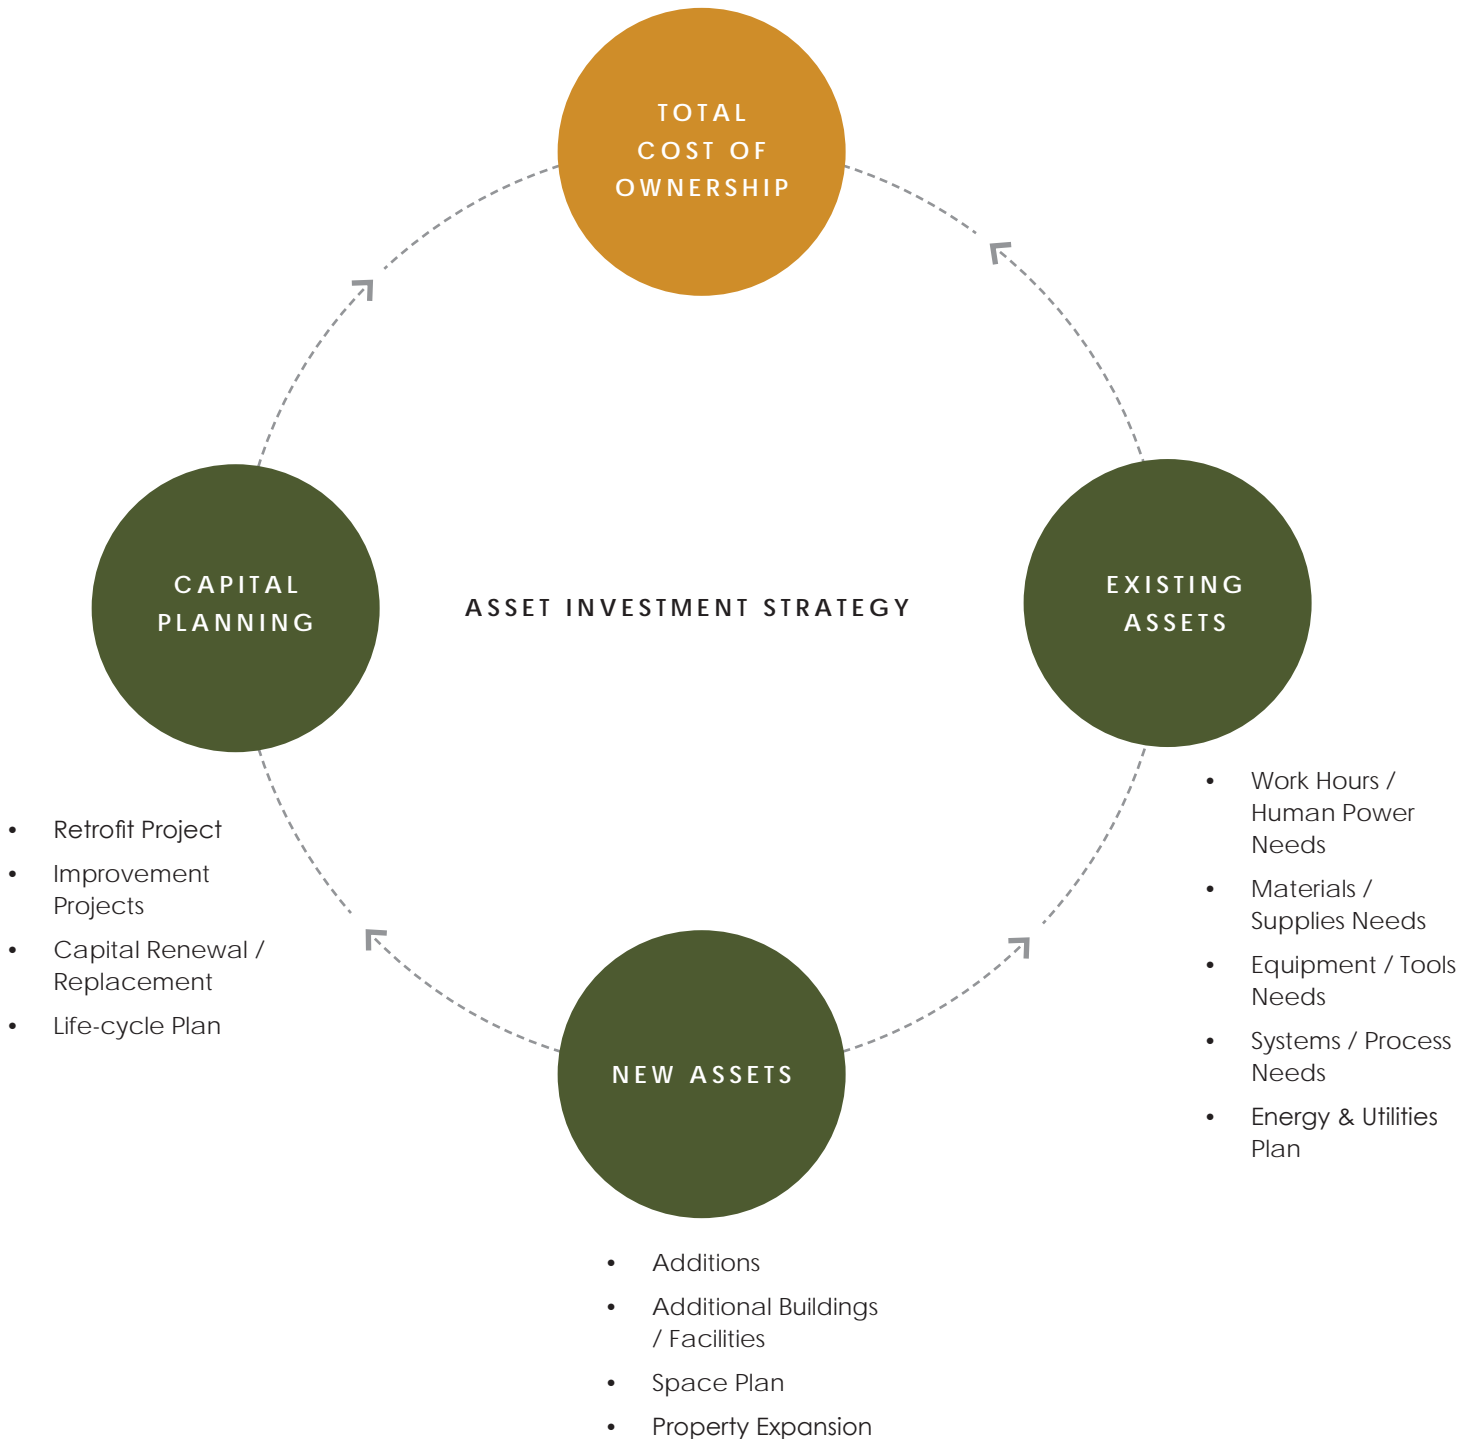 TOTAL
COST OF
OWNERSHIP
CAPITAL
PLANNING
ASSET INVESTMENT STRATEGY
EXISTING
ASSETS
• Retrofit Project
• Improvement
Projects
• Capital Renewal /
Replacement
• Life-cycle Plan
• Work Hours /
Human Power
Needs
• Materials /
Supplies Needs
• Equipment / Tools
Needs
• Systems / Process
Needs
• Energy & Utilities
Plan
NEW ASSETS
• Additions
• Additional Buildings
/ Facilities
• Space Plan
• Property Expansion